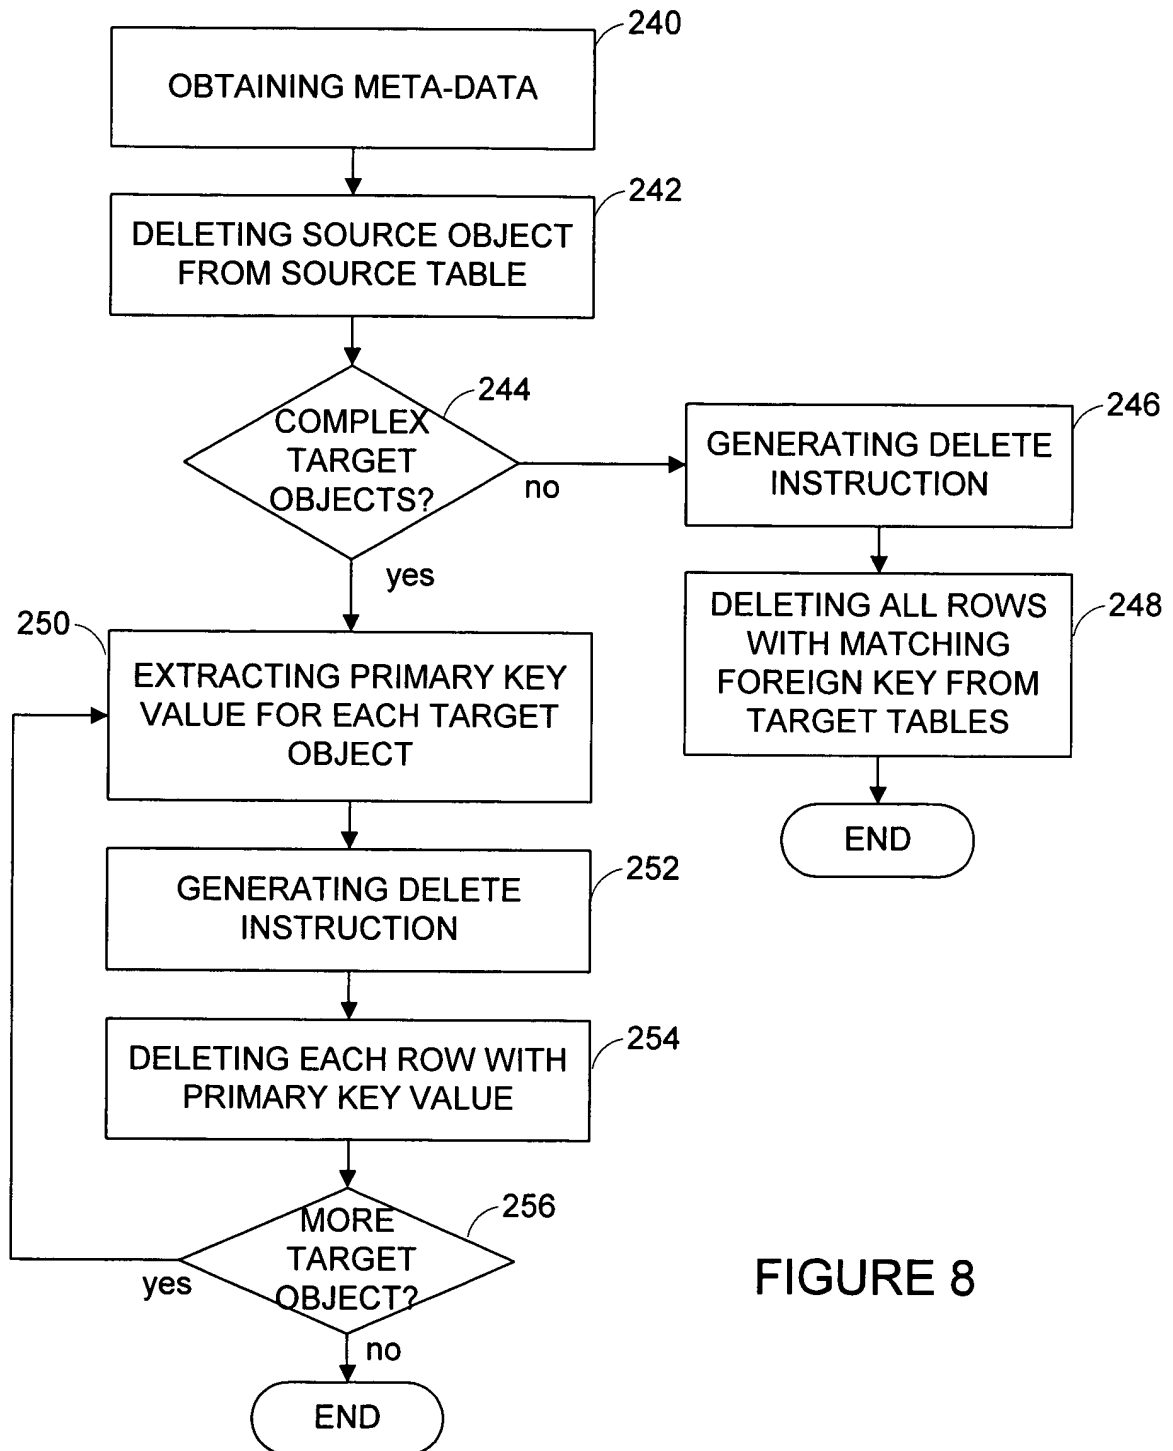 240
OBTAINING META-DATA
242
DELETING SOURCE OBJECT
FROM SOURCE TABLE
244
COMPLEX
TARGET
OBJECTS?
no
yes
246
GENERATING DELETE
INSTRUCTION
248
DELETING ALL ROWS
WITH MATCHING
FOREIGN KEY FROM
TARGET TABLES
END
250
EXTRACTING PRIMARY KEY
VALUE FOR EACH TARGET
OBJECT
252
GENERATING DELETE
INSTRUCTION
254
DELETING EACH ROW WITH
PRIMARY KEY VALUE
256
MORE
TARGET
OBJECT?
yes
no
END
FIGURE 8